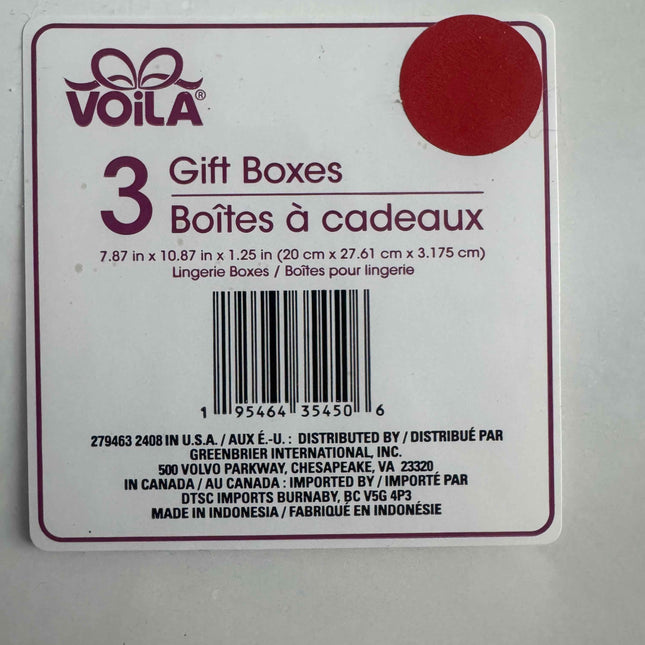 VOiLÀ®
3 Gift Boxes
Boîtes à cadeaux
7.87 in x 10.87 in x 1.25 in (20 cm x 27.61 cm x 3.175 cm)
Lingerie Boxes / Boîtes pour lingerie
1 95464 35450 6
279463 2408 IN U.S.A. / AUX É.-U. : DISTRIBUTED BY / DISTRIBUÉ PAR
GREENBRIER INTERNATIONAL, INC.
500 VOLVO PARKWAY, CHESAPEAKE, VA 23320
IN CANADA / AU CANADA : IMPORTED BY / IMPORTÉ PAR
DTSC IMPORTS BURNABY, BC V5G 4P3
MADE IN INDONESIA / FABRIQUÉ EN INDONÉSIE